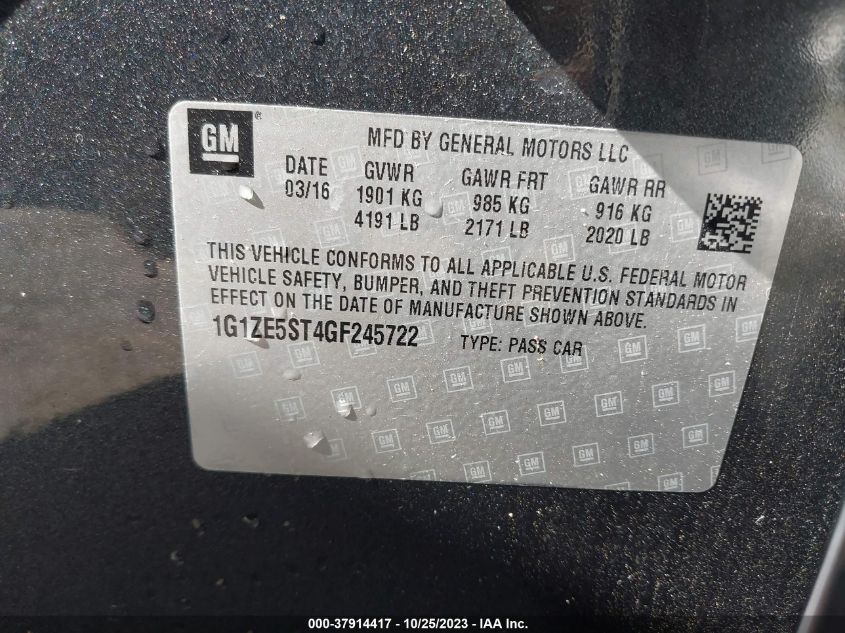 GM ® MFD BY GENERAL MOTORS LLC
DATE GVWR GAWR FRT GAWR RR
03/16 1901 KG 985 KG 916 KG
4191 LB 2171 LB 2020 LB
THIS VEHICLE CONFORMS TO ALL APPLICABLE U.S. FEDERAL MOTOR
VEHICLE SAFETY, BUMPER, AND THEFT PREVENTION STANDARDS IN
EFFECT ON THE DATE OF MANUFACTURE SHOWN ABOVE.
1G1ZE5ST4GF245722 TYPE: PASS CAR
000-37914417 - 10/25/2023 - IAA Inc.